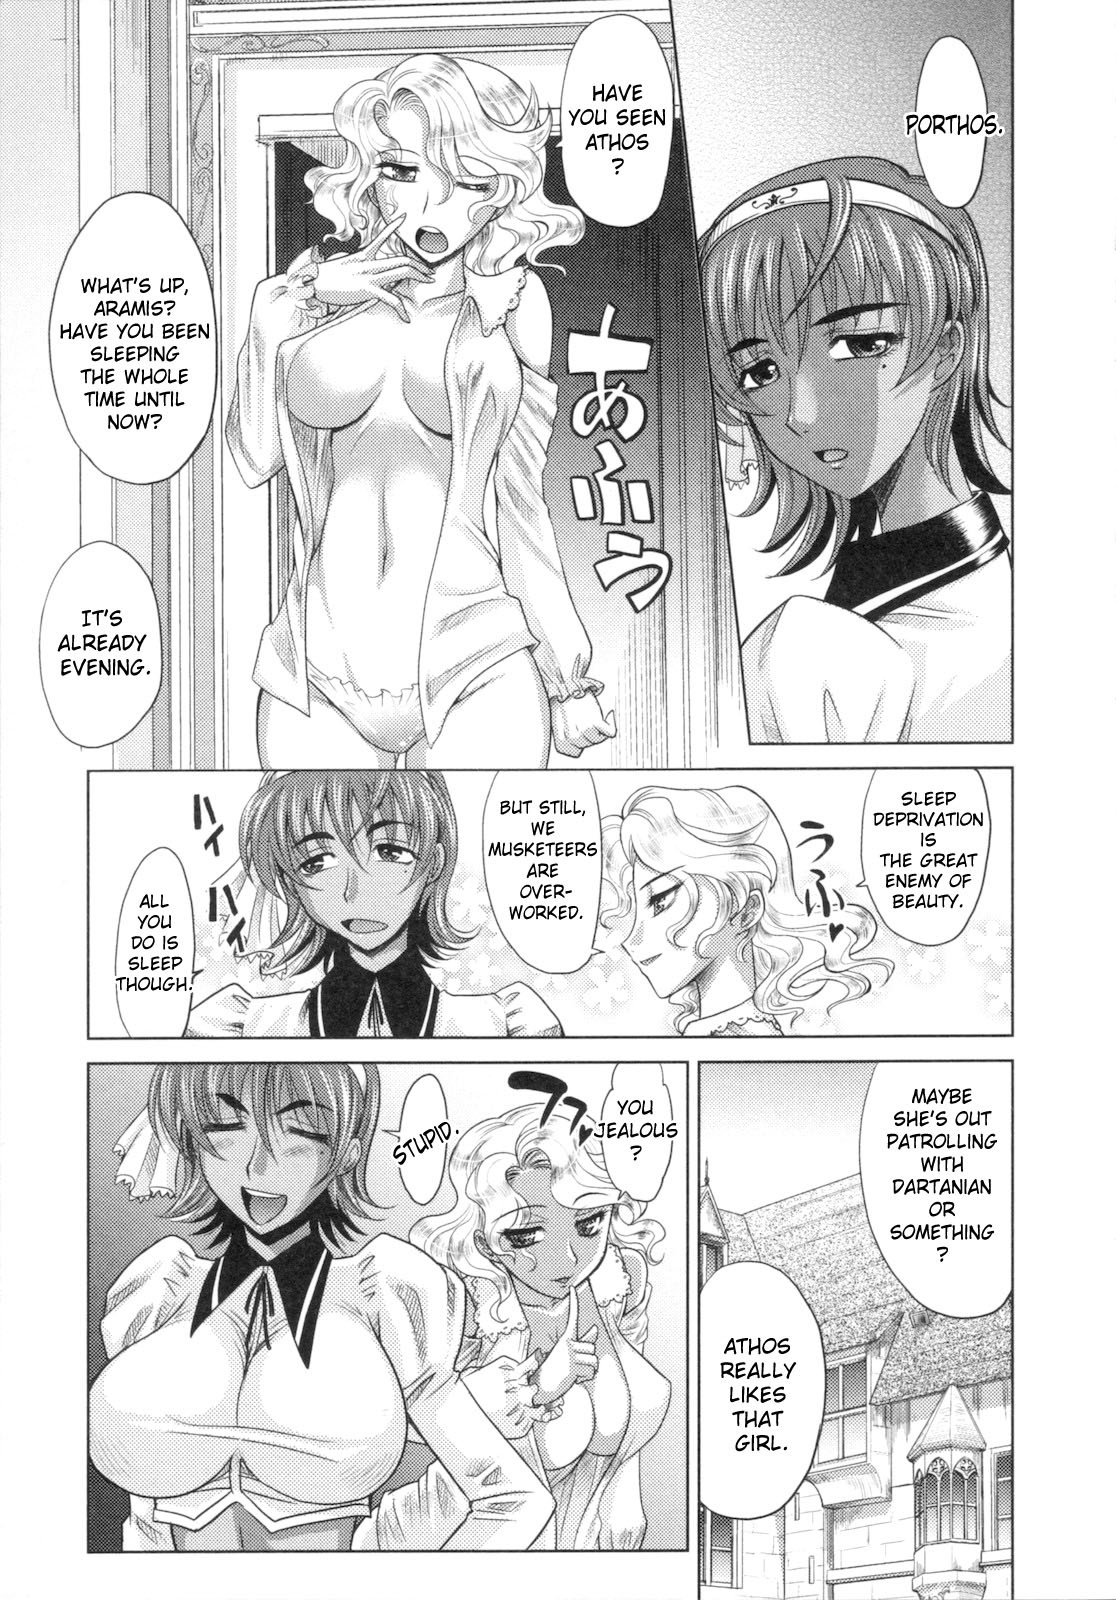 PORTHOS.
HAVE
YOU SEEN
ATHOS
?
あふぅ
WHAT'S UP,
ARAMIS?
HAVE YOU BEEN
SLEEPING
THE WHOLE
TIME UNTIL
NOW?
IT'S
ALREADY
EVENING.
SLEEP
DEPRIVATION
IS
THE GREAT
ENEMY OF
BEAUTY.
うふ♥
BUT STILL,
WE
MUSKETEERS
ARE
OVER-
WORKED.
ハイハイ
ALL
YOU
DO IS
SLEEP
THOUGH.
MAYBE
SHE'S OUT
PATROLLING
WITH
DARTANIAN
OR
SOMETHING
?
ATHOS
REALLY
LIKES
THAT
GIRL.
YOU
JEALOUS
?
フフ♥
STUPID.